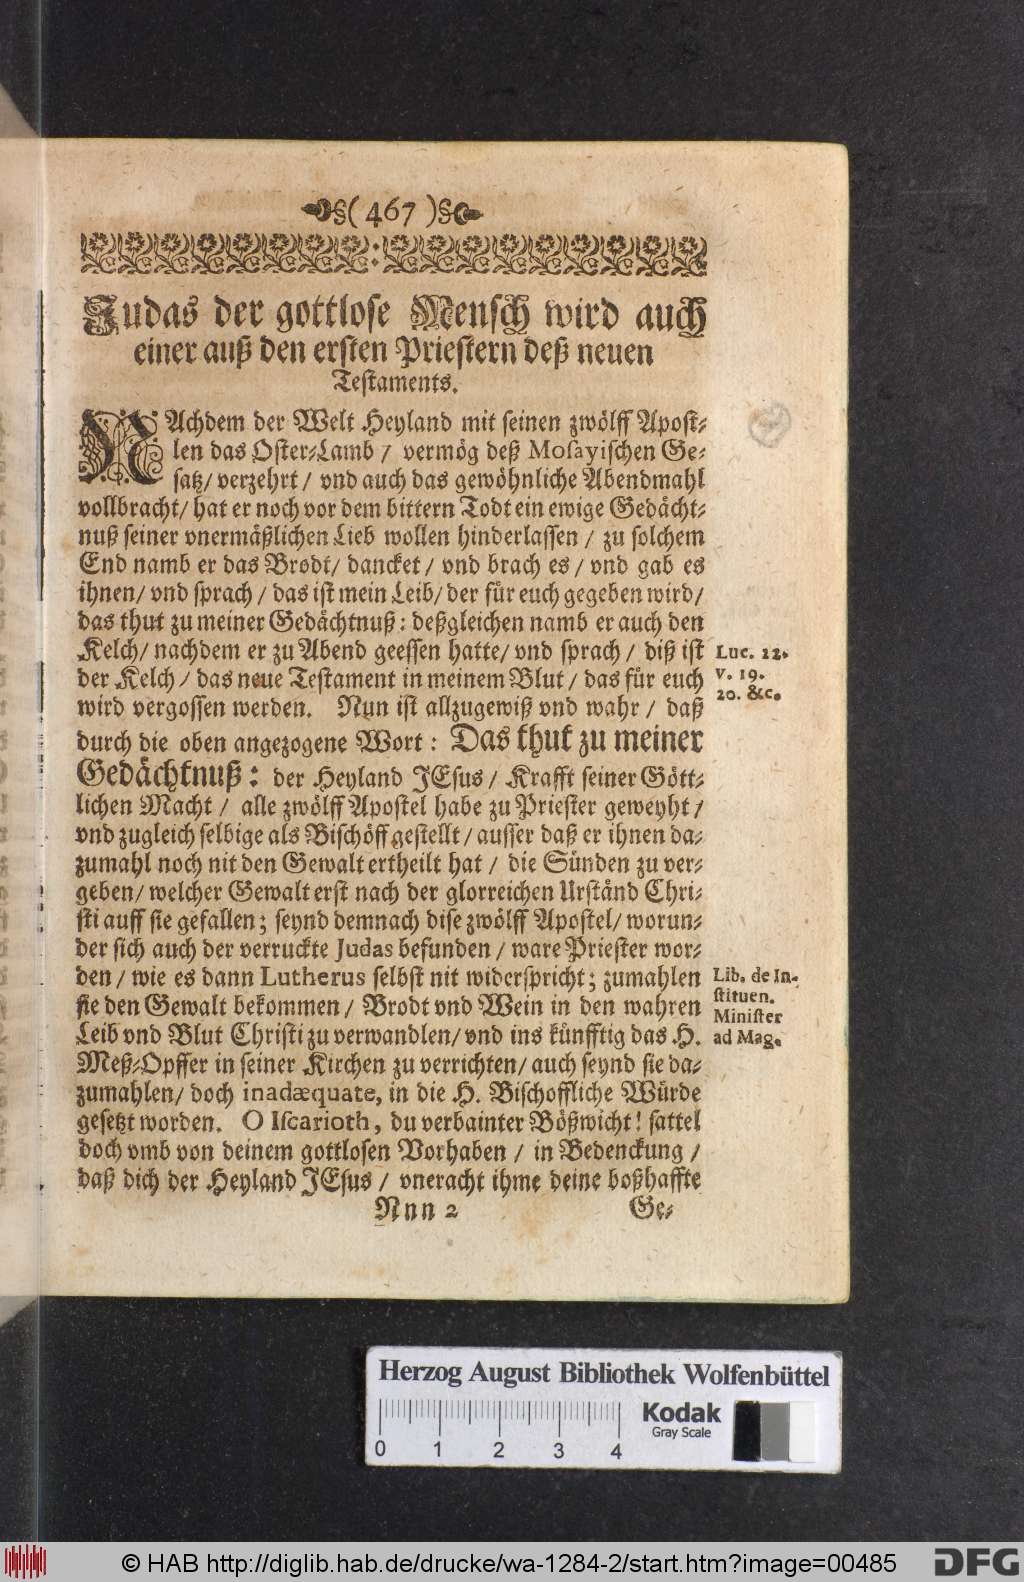 ( 467 )
Judas der gottlose Mensch wird auch
einer auß den ersten Priestern deß neuen
Testaments.
NAchdem der Welt Heyland mit seinen zwölff Apost-
len das Oster-Lamb / vermög deß Mosayischen Ge-
satz / verzehrt / vnd auch das gewöhnliche Abendmahl
vollbracht / hat er noch vor dem bittern Todt ein ewige Gedächt-
nuß seiner vnermäßlichen Lieb wollen hinderlassen / zu solchem
End namb er das Brodt / dancket / vnd brach es / vnd gab es
ihnen / vnd sprach / das ist mein Leib / der für euch gegeben wird /
das thut zu meiner Gedächtnuß: deßgleichen namb er auch den
Kelch / nachdem er zu Abend geessen hatte / vnd sprach / diß ist
der Kelch / das neue Testament in meinem Blut / das für euch
wird vergossen werden. Nun ist allzugewiß vnd wahr / daß
durch die oben angezogene Wort: Das thut zu meiner
Gedächtnuß: der Heyland JEsus / Krafft seiner Gött-
lichen Macht / alle zwölff Apostel habe zu Priester geweyht /
vnd zugleich selbige als Bischöff gestellt / ausser daß er ihnen da-
zumahl noch nit den Gewalt ertheilt hat / die Sünden zu ver-
geben / welcher Gewalt erst nach der glorreichen Urständ Chri-
sti auff sie gefallen; seynd demnach dise zwölff Apostel / worun-
der sich auch der verruckte Judas befunden / ware Priester wor-
den / wie es dann Lutherus selbst nit widerspricht; zumahlen
sie den Gewalt bekommen / Brodt vnd Wein in den wahren
Leib vnd Blut Christi zu verwandlen / vnd ins künfftig das H.
Meß-Opffer in seiner Kirchen zu verrichten / auch seynd sie da-
zumahlen / doch inadæquate, in die H. Bischoffliche Würde
gesetzt worden. O Iscarioth, du verbainter Bößwicht! sattel
doch vmb von deinem gottlosen Vorhaben / in Bedenckung /
daß dich der Heyland JEsus / vneracht ihme deine boßhaffte
Nnn 2 Ge-
Luc. 22.
v. 19.
20. &c.
Lib. de In-
stituen.
Minister
ad Mag.
Herzog August Bibliothek Wolfenbüttel
0 1 2 3 4
Kodak
Gray Scale
© HAB http://diglib.hab.de/drucke/wa-1284-2/start.htm?image=00485
DFG